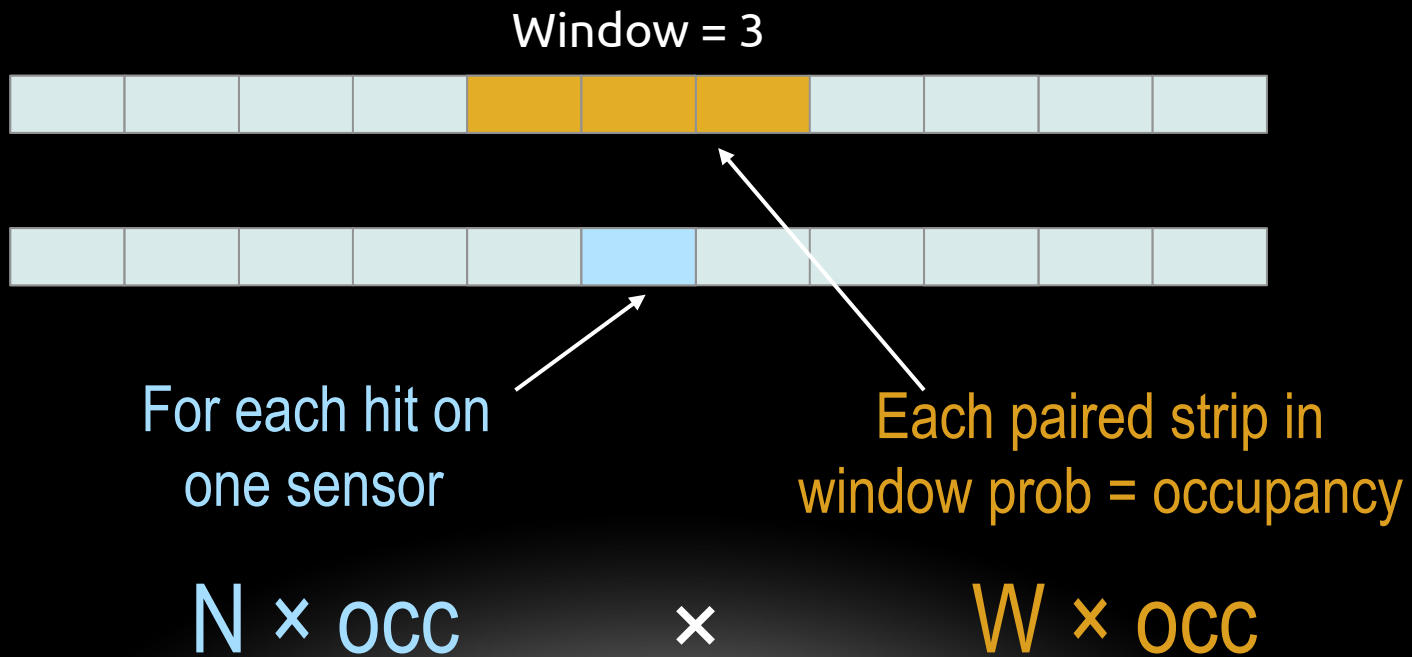 Window = 3
For each hit on
one sensor
Each paired strip in
window prob = occupancy
N × occ × W × occ